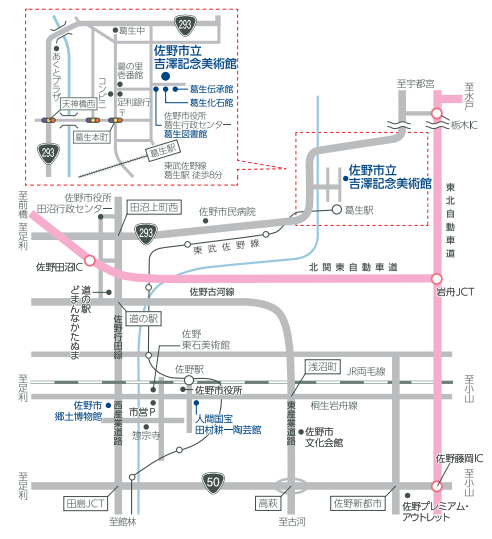 293
葛生中
佐野市立
吉澤記念美術館
あくとプラザ
葛の里
壱番館
コンビニ
足利銀行
〒
葛生伝承館
葛生化石館
天神橋西
佐野市役所
葛生行政センター
葛生図書館
葛生本町
293
葛生駅
東武佐野線
葛生駅 徒歩8分
至宇都宮
至水戸
栃木IC
佐野市立
吉澤記念美術館
東北自動車道
至前橋
佐野市役所
田沼行政センター
田沼上町西
佐野市民病院
葛生駅
至足利
293
東武佐野線
佐野田沼IC
北関東自動車道
岩舟JCT
道の駅
どまんなかたぬま
佐野古河線
道の駅
佐野行田線
佐野
東石美術館
浅沼町
佐野駅
JR両毛線
至足利
佐野市役所
至小山
佐野市
郷土博物館
西産業道路
市営P
人間国宝
田村耕一陶芸館
桐生岩舟線
惣宗寺
東産業道路
佐野市
文化会館
佐野藤岡IC
至足利
50
至小山
田島JCT
高萩
佐野新都市
佐野プレミアム・
アウトレット
至館林
至古河